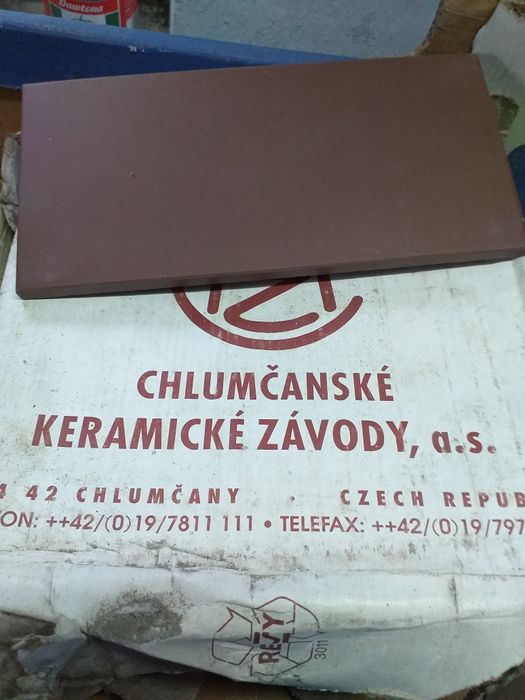 Dawtona
CHLUMČANSKÉ
KERAMICKÉ ZÁVODY, a.s.
4 42 CHLUMČANY · CZECH REPUB
ON: ++42/(0)19/7811 111 • TELEFAX: ++42/(0)19/797
RESY
3011